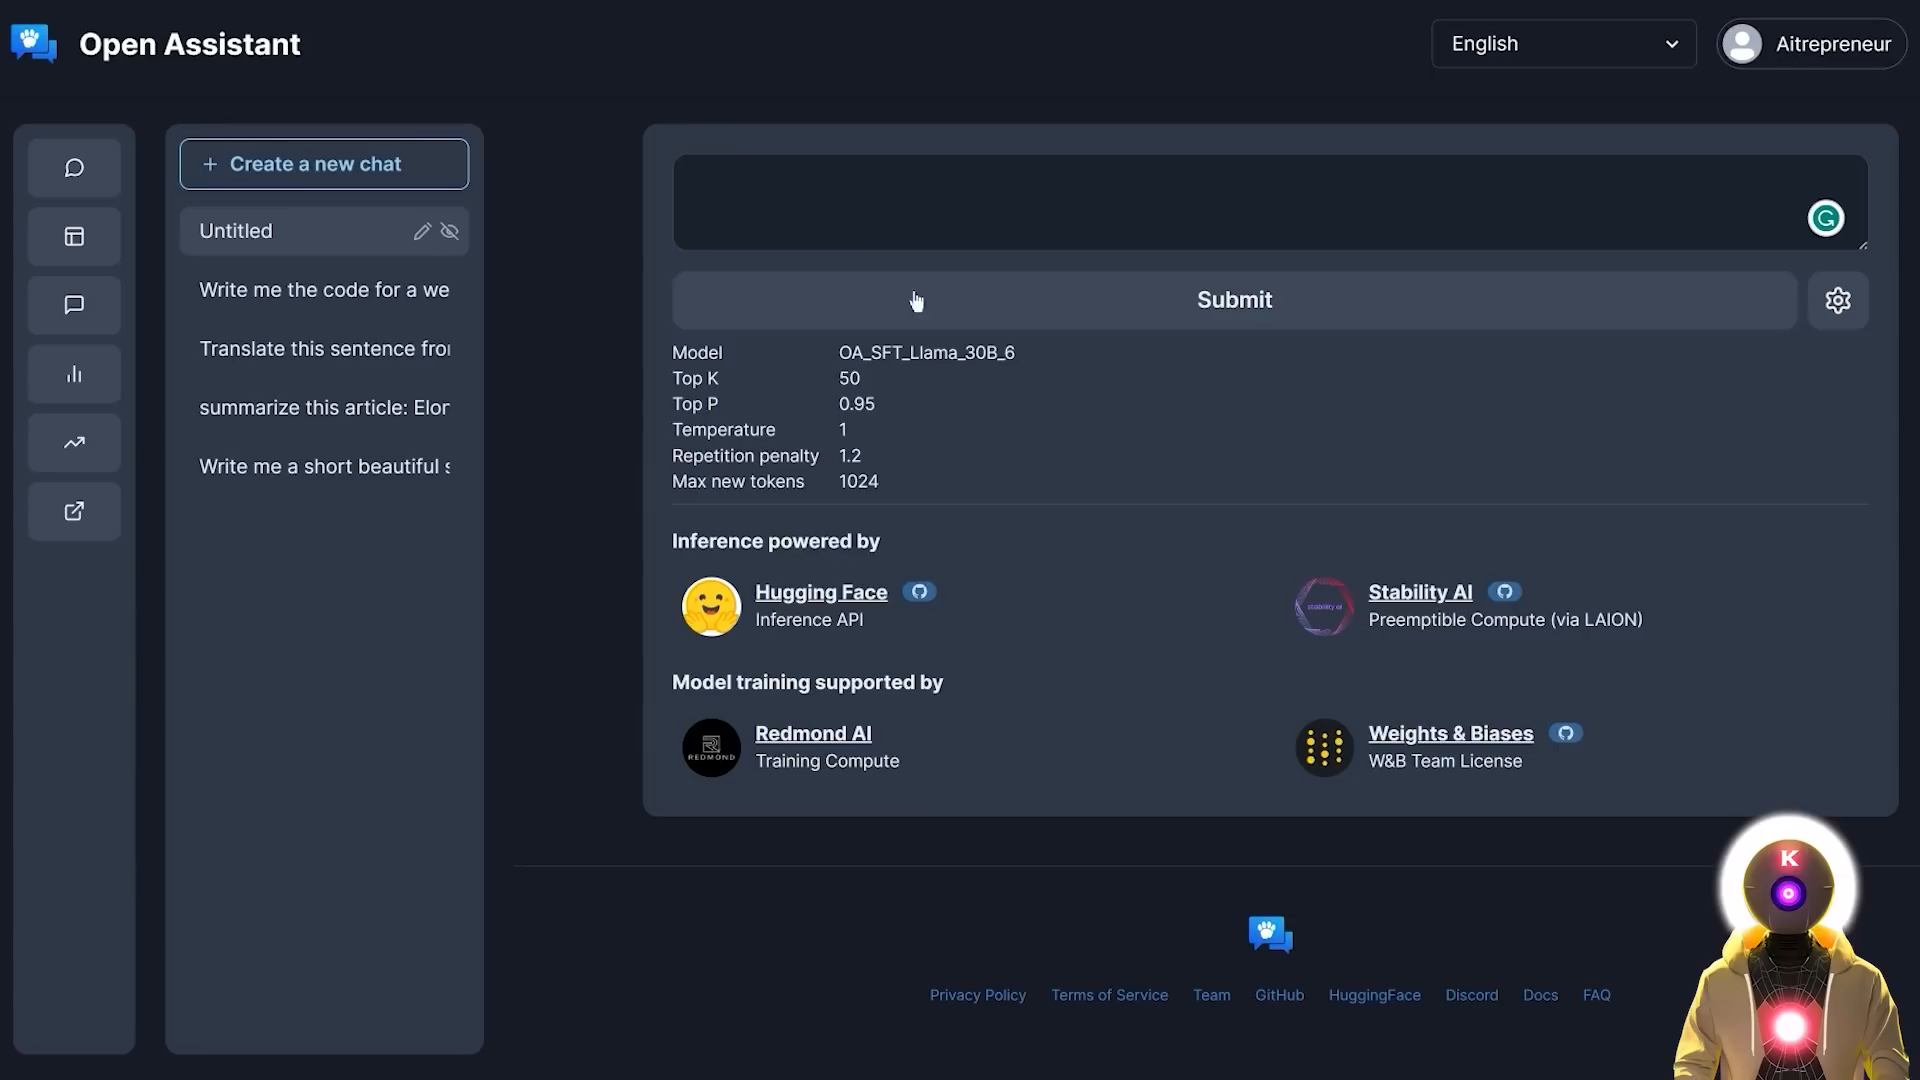 Open Assistant
English
Aitrepreneur
+ Create a new chat
Untitled
Write me the code for a we
Translate this sentence fro
summarize this article: Elon
Write me a short beautiful s
Submit
Model OA_SFT_Llama_30B_6
Top K 50
Top P 0.95
Temperature 1
Repetition penalty 1.2
Max new tokens 1024
Inference powered by
Hugging Face
Inference API
stability ai
Stability AI
Preemptible Compute (via LAION)
Model training supported by
REDMOND
Redmond AI
Training Compute
Weights & Biases
W&B Team License
K
Privacy Policy Terms of Service Team GitHub HuggingFace Discord Docs FAQ